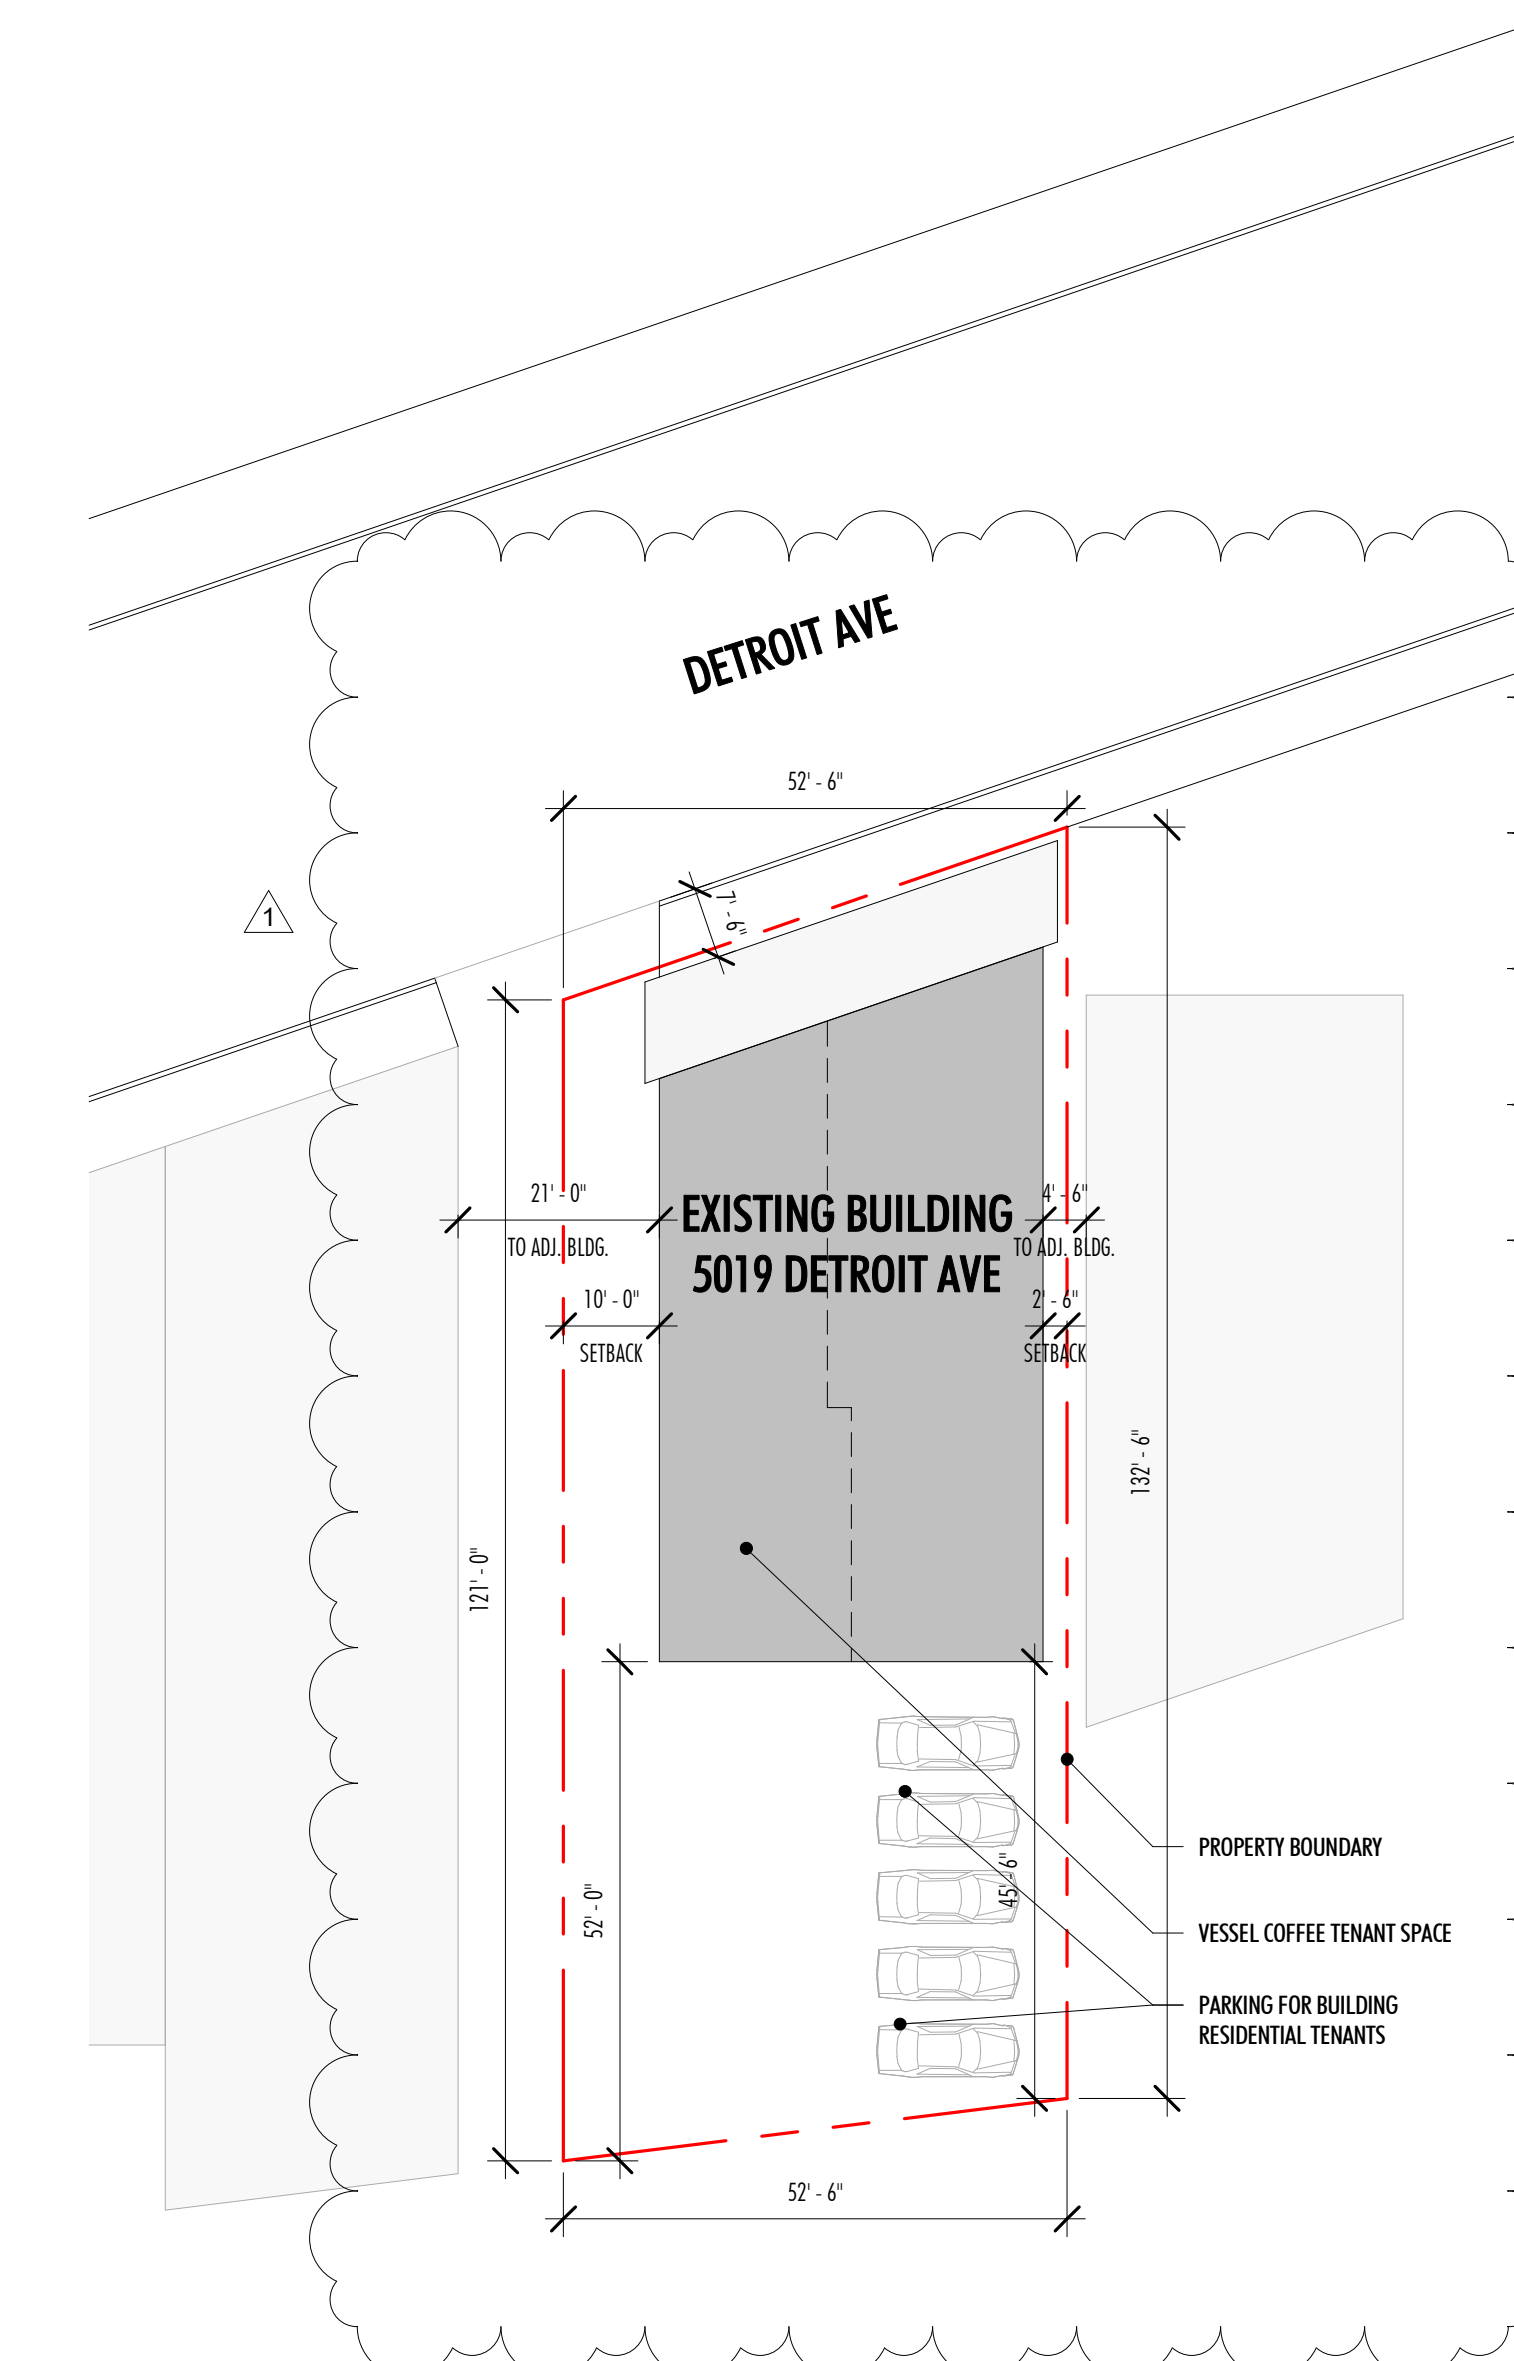 DETROIT AVE
52' - 6"
7' - 6"
1
21' - 0"
TO ADJ. BLDG.
EXISTING BUILDING
5019 DETROIT AVE
4' - 6"
TO ADJ. BLDG.
10' - 0"
SETBACK
2' - 6"
SETBACK
132' - 6"
121' - 0"
52' - 0"
45' - 6"
PROPERTY BOUNDARY
VESSEL COFFEE TENANT SPACE
PARKING FOR BUILDING
RESIDENTIAL TENANTS
52' - 6"